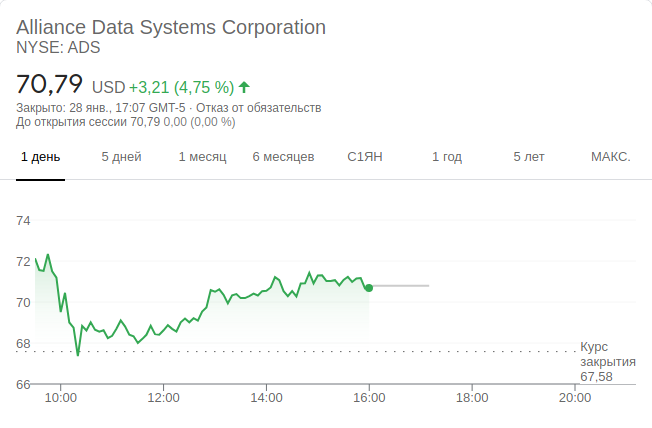 Alliance Data Systems Corporation
NYSE: ADS
70,79 USD +3,21 (4,75 %)
Закрыто: 28 янв., 17:07 GMT-5 · Отказ от обязательств
До открытия сессии 70,79 0,00 (0,00 %)
1 день 5 дней 1 месяц 6 месяцев С1ЯН 1 год 5 лет МАКС.
74
72
70
68
Курс
закрытия
67,58
66
10:00 12:00 14:00 16:00 18:00 20:00